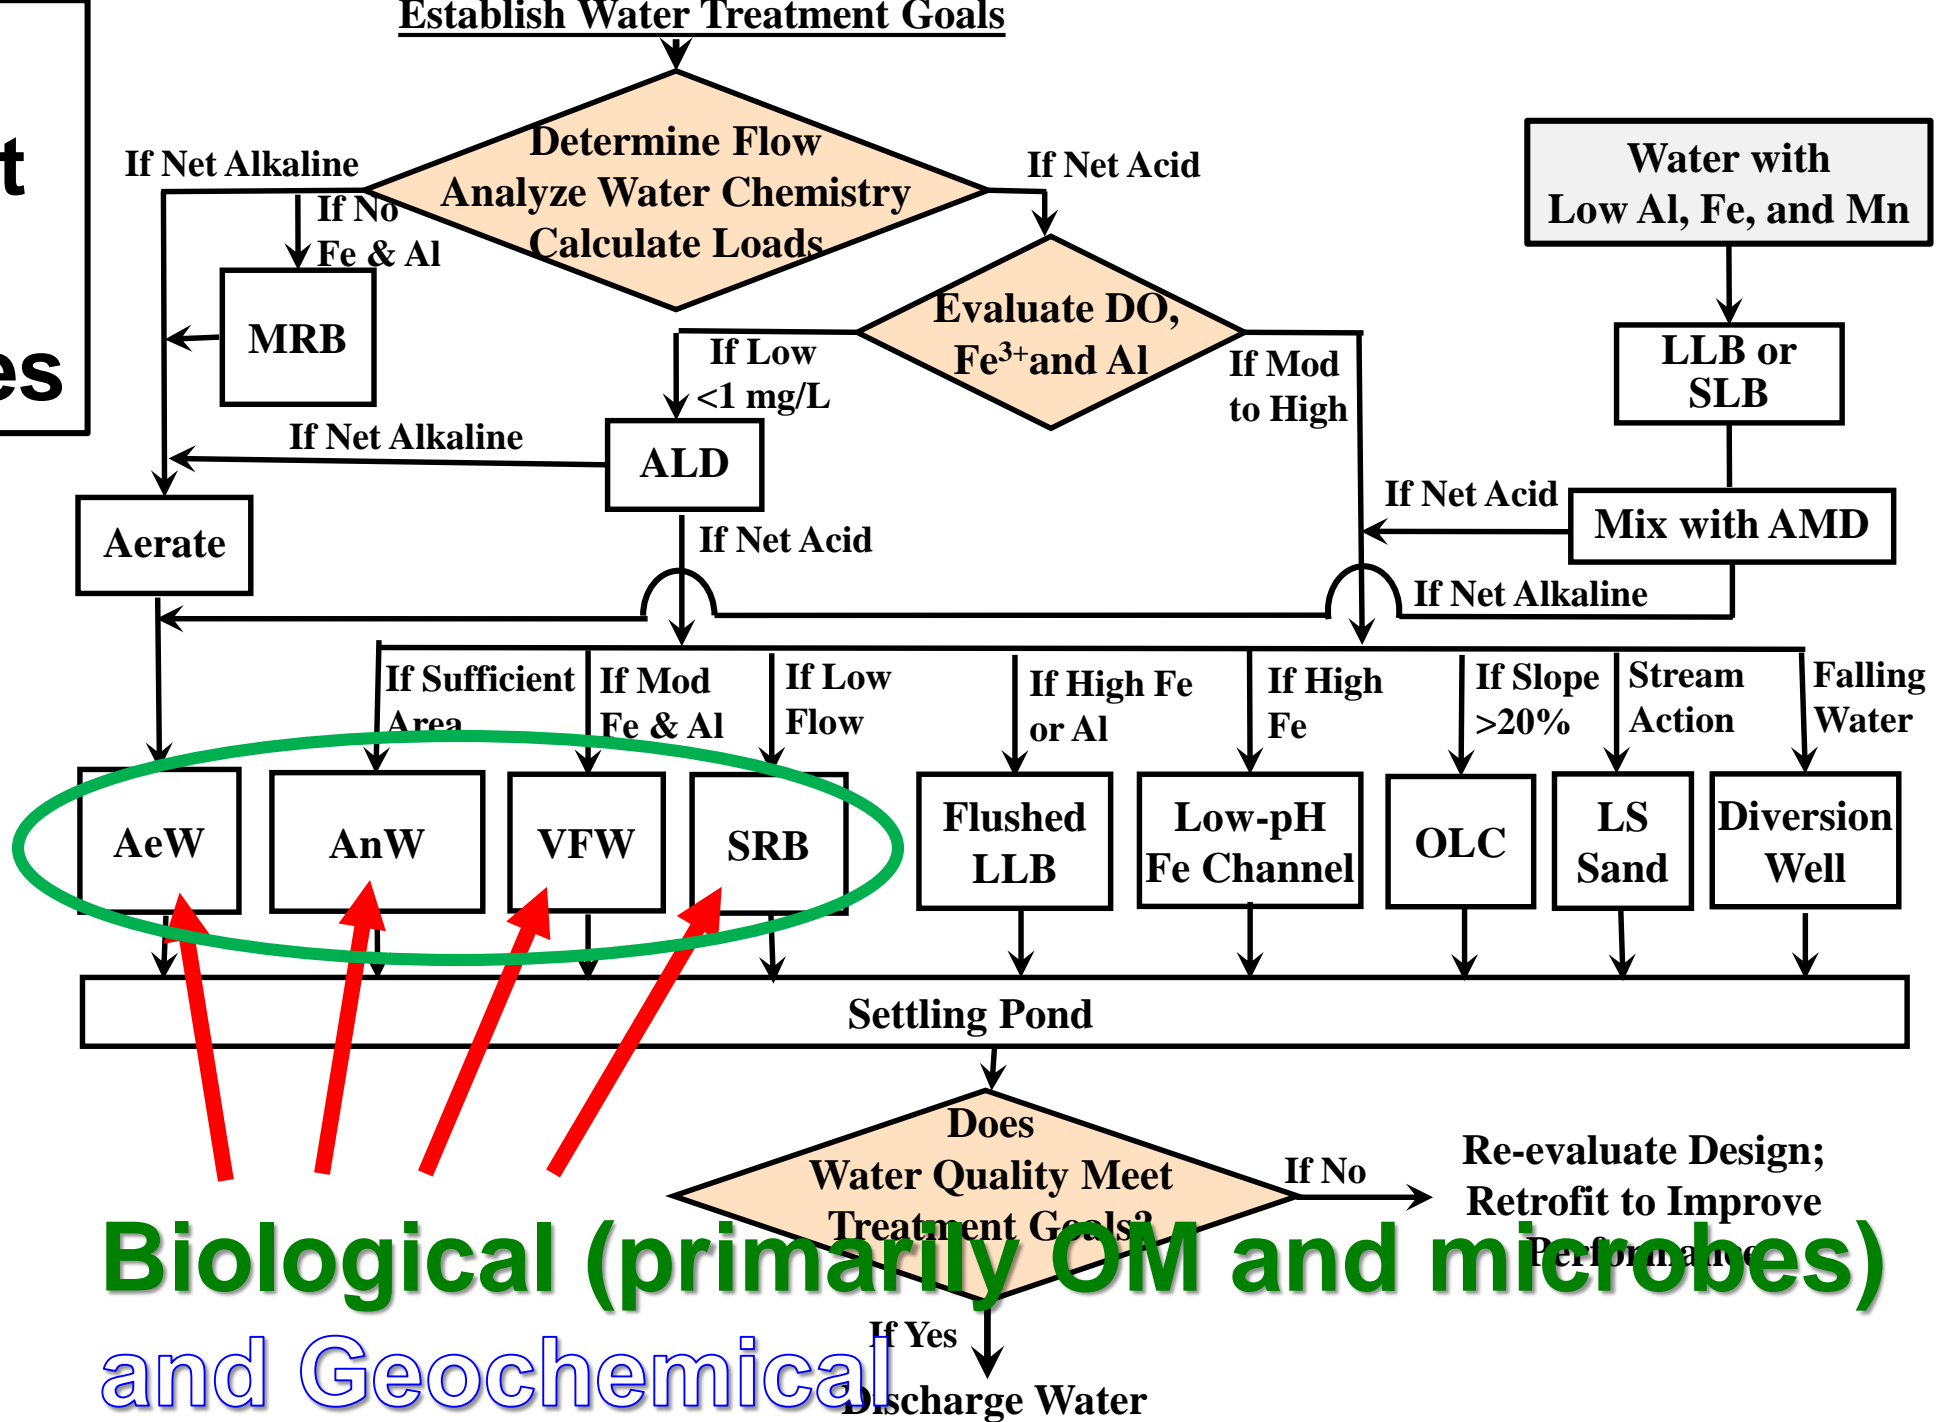 Establish Water Treatment Goals
t
es
Determine Flow
Analyze Water Chemistry
Calculate Loads
If Net Alkaline
If No
Fe & Al
If Net Acid
Water with
Low Al, Fe, and Mn
MRB
Evaluate DO,
Fe³⁺and Al
If Low
<1 mg/L
If Mod
to High
LLB or
SLB
If Net Alkaline
ALD
If Net Acid
Mix with AMD
Aerate
If Net Acid
If Net Alkaline
If Sufficient
Area
If Mod
Fe & Al
If Low
Flow
If High Fe
or Al
If High
Fe
If Slope
>20%
Stream
Action
Falling
Water
AeW
AnW
VFW
SRB
Flushed
LLB
Low-pH
Fe Channel
OLC
LS
Sand
Diversion
Well
Settling Pond
Does
Water Quality Meet
Treatment Goals?
If No
Re-evaluate Design;
Retrofit to Improve
Performance
Biological (primarily OM and microbes)
If Yes
and Geochemical
Discharge Water